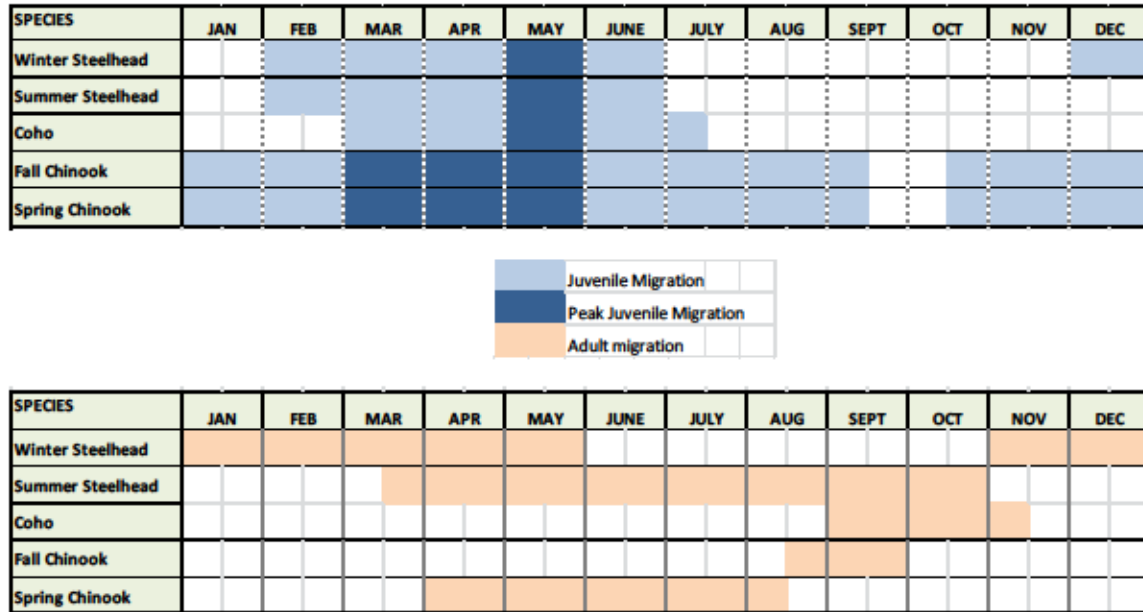 SPECIES JAN FEB MAR APR MAY JUNE JULY AUG SEPT OCT NOV DEC
Winter Steelhead
Summer Steelhead
Coho
Fall Chinook
Spring Chinook
Juvenile Migration
Peak Juvenile Migration
Adult migration
SPECIES JAN FEB MAR APR MAY JUNE JULY AUG SEPT OCT NOV DEC
Winter Steelhead
Summer Steelhead
Coho
Fall Chinook
Spring Chinook